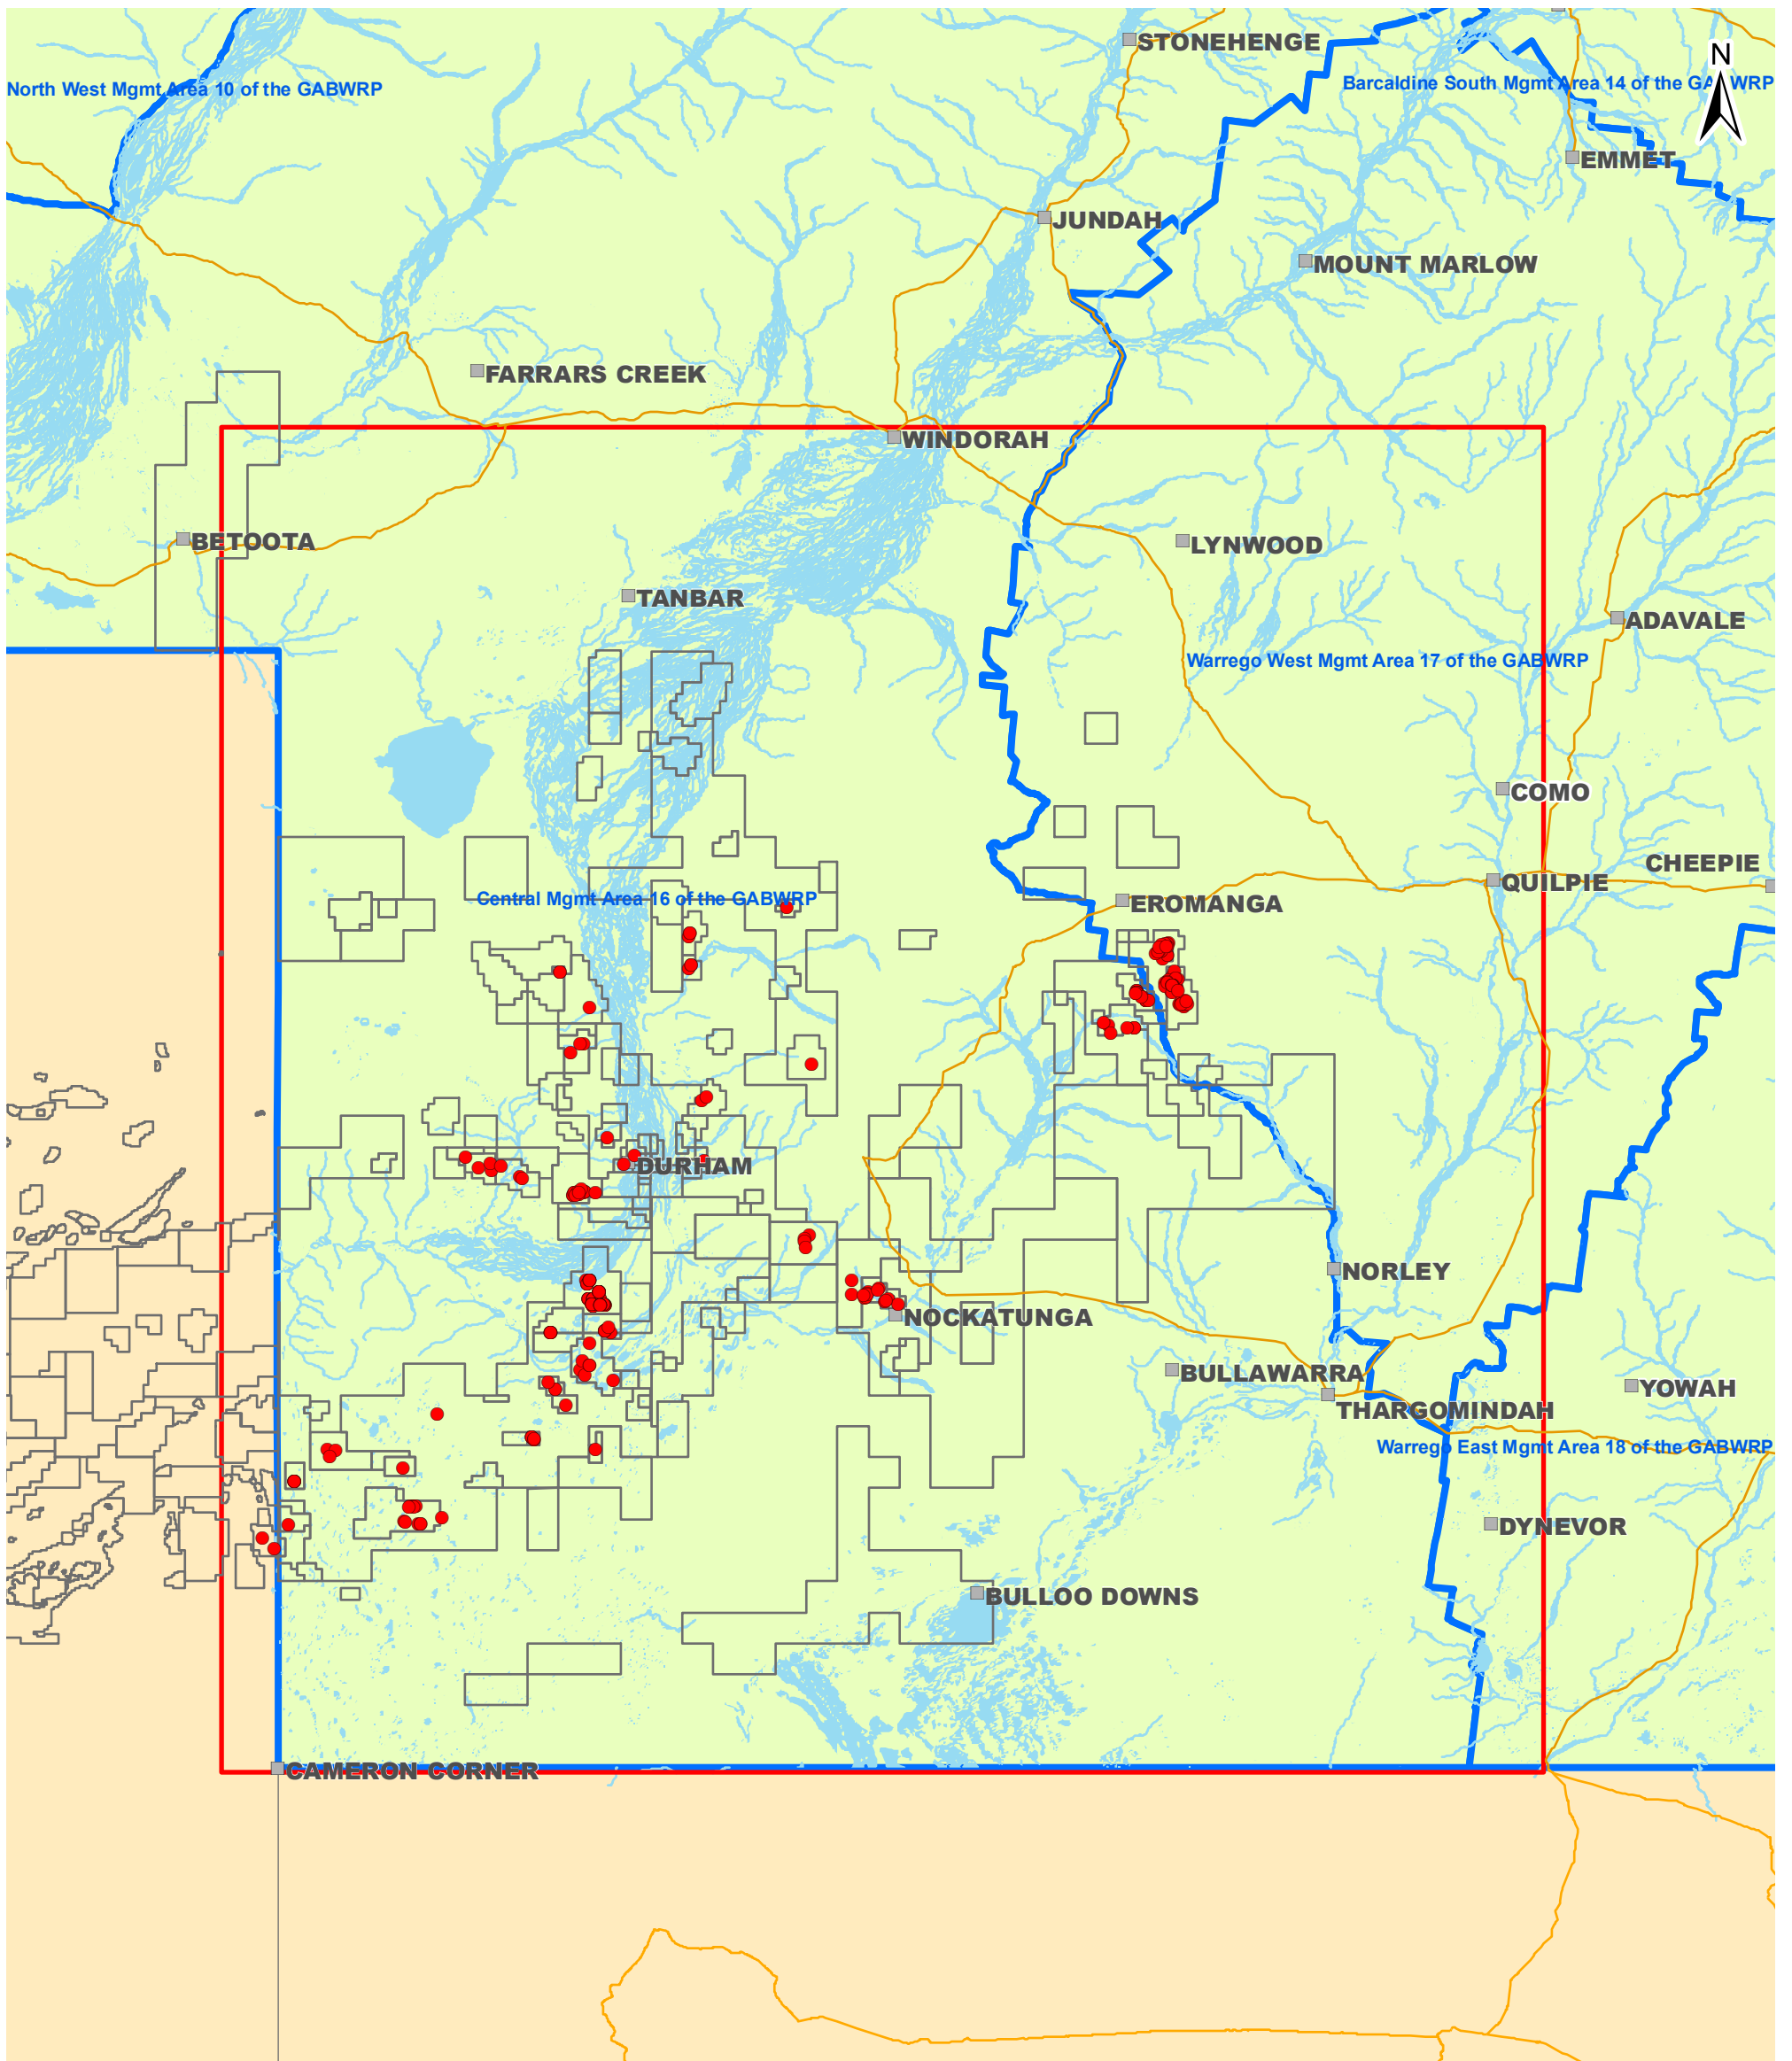 STONEHENGE
N
North West Mgmt Area 10 of the GABWRP
Barcaldine South Mgmt Area 14 of the GABWRP
EMMET
JUNDAH
MOUNT MARLOW
FARRARS CREEK
WINDORAH
BETOOTA
LYNWOOD
TANBAR
ADAVALE
Warrego West Mgmt Area 17 of the GABWRP
COMO
CHEEPIE
QUILPIE
Central Mgmt Area 16 of the GABWRP
EROMANGA
DURHAM
NORLEY
NOCKATUNGA
BULLAWARRA
YOWAH
THARGOMINDAH
Warrego East Mgmt Area 18 of the GABWRP
DYNEVOR
BULLOO DOWNS
CAMERON CORNER